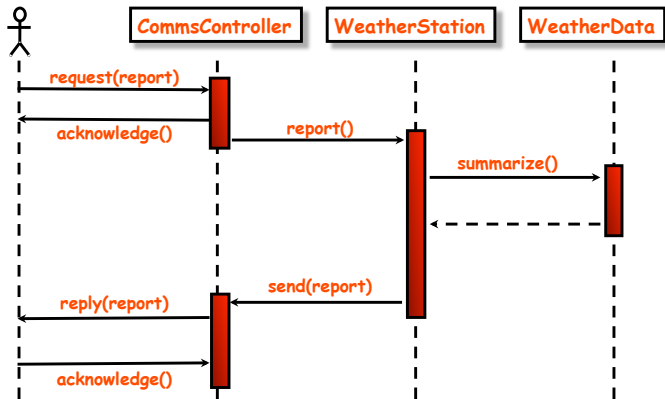 CommsController
WeatherStation
WeatherData
request(report)
acknowledge()
report()
summarize()
send(report)
reply(report)
acknowledge()